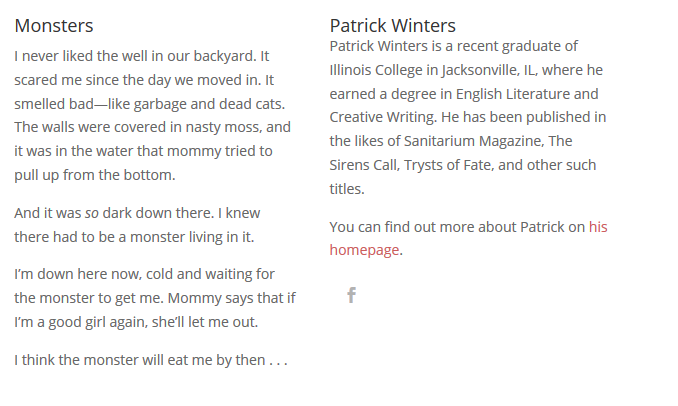 Monsters
I never liked the well in our backyard. It
scared me since the day we moved in. It
smelled bad—like garbage and dead cats.
The walls were covered in nasty moss, and
it was in the water that mommy tried to
pull up from the bottom.
And it was so dark down there. I knew
there had to be a monster living in it.
I'm down here now, cold and waiting for
the monster to get me. Mommy says that if
I'm a good girl again, she'll let me out.
I think the monster will eat me by then . . .
Patrick Winters
Patrick Winters is a recent graduate of
Illinois College in Jacksonville, IL, where he
earned a degree in English Literature and
Creative Writing. He has been published in
the likes of Sanitarium Magazine, The
Sirens Call, Trysts of Fate, and other such
titles.
You can find out more about Patrick on his
homepage.